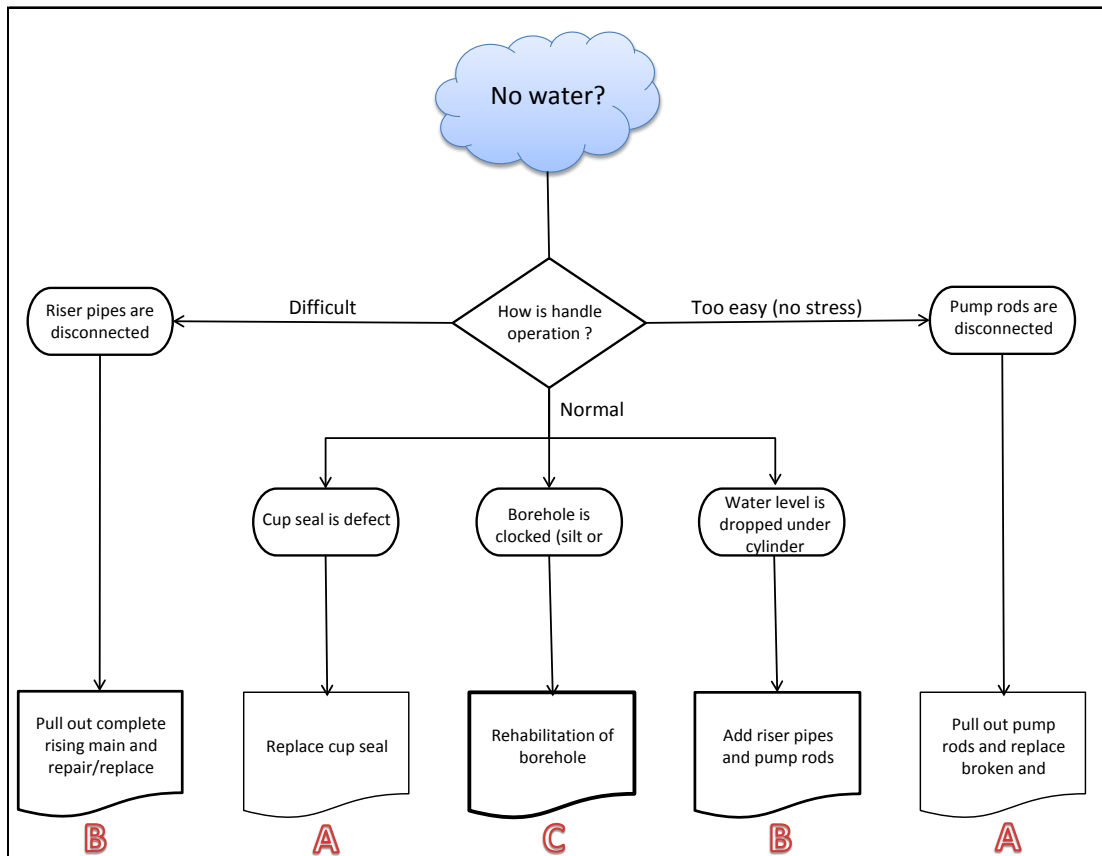 No water?
How is handle
operation ?
Difficult
Too easy (no stress)
Normal
Riser pipes are
disconnected
Pump rods are
disconnected
Cup seal is defect
Borehole is
clocked (silt or
Water level is
dropped under
cylinder
Pull out complete
rising main and
repair/replace
Replace cup seal
Rehabilitation of
borehole
Add riser pipes
and pump rods
Pull out pump
rods and replace
broken and
B
A
C
B
A